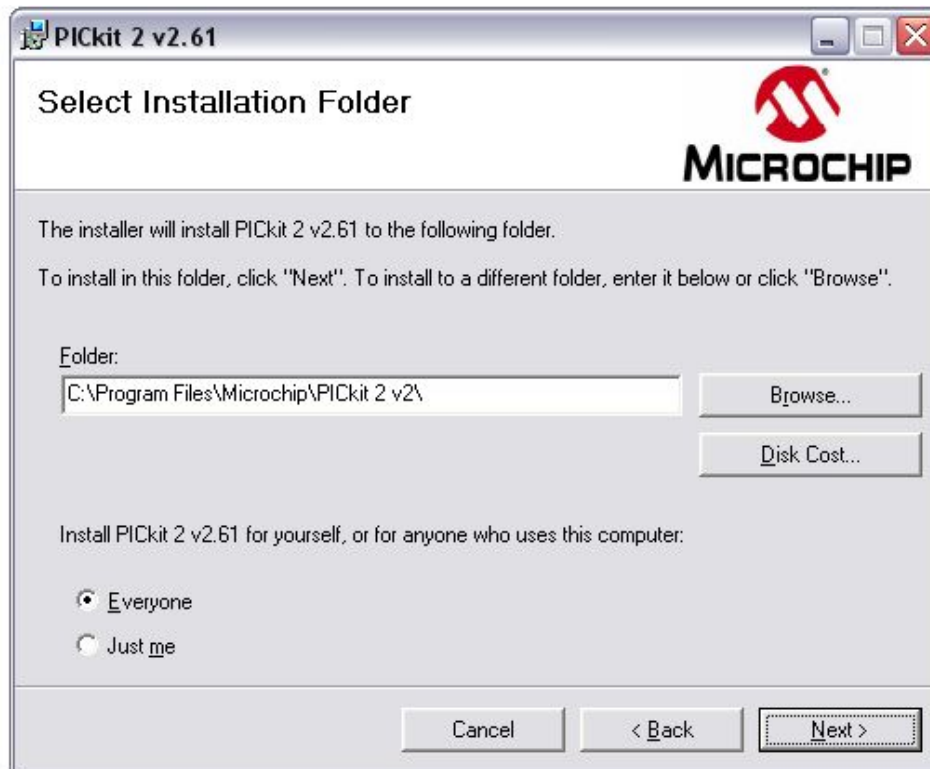 PICkit 2 v2.61
Select Installation Folder
MICROCHIP
The installer will install PICkit 2 v2.61 to the following folder.
To install in this folder, click "Next". To install to a different folder, enter it below or click "Browse".
Folder:
C:\Program Files\Microchip\PICkit 2 v2\
Browse...
Disk Cost...
Install PICkit 2 v2.61 for yourself, or for anyone who uses this computer:
Everyone
Just me
Cancel
< Back
Next >